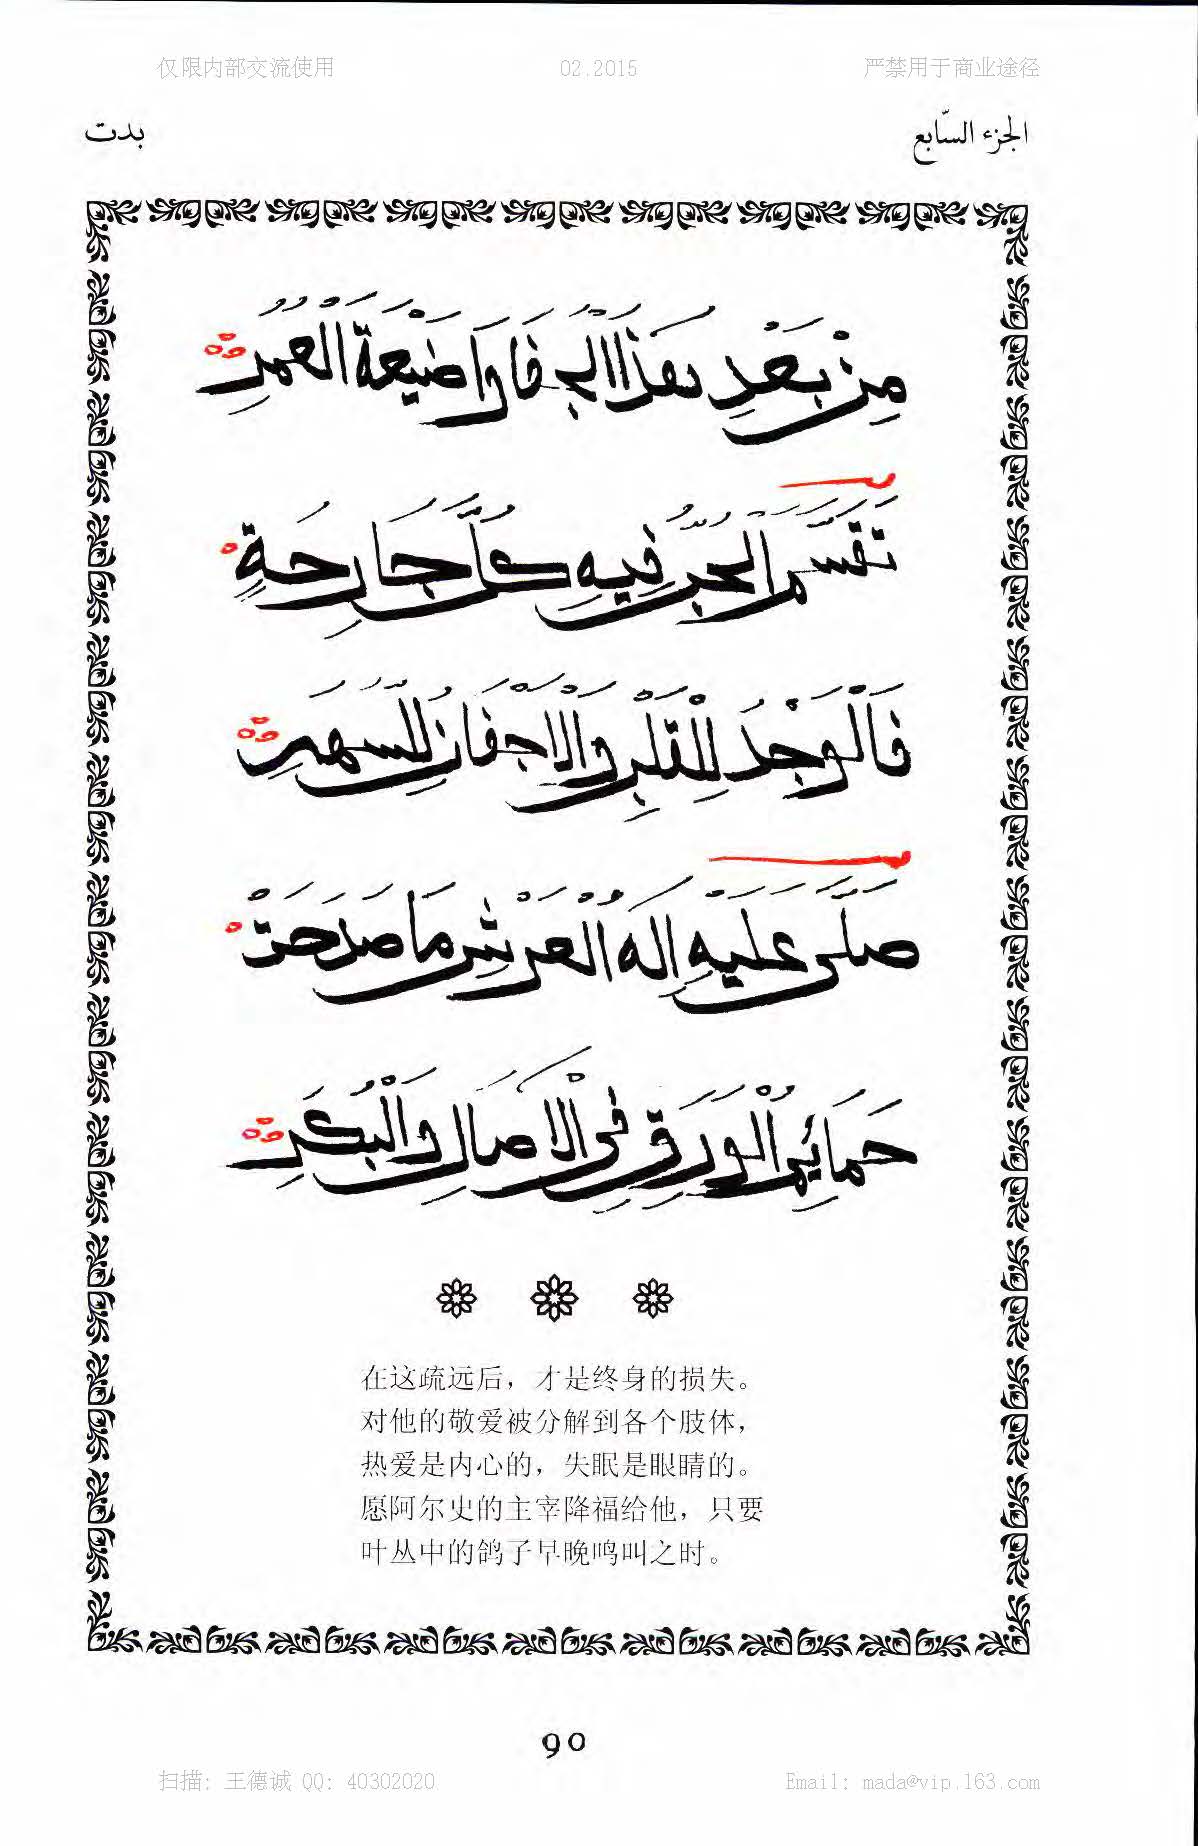 仅限内部交流使用 02.2015 严禁用于商业途径
الجزء السّابع بدت
مِنْ بَعْدِ هَذَا الْجَفَا وَاضَيْعَةَ الْعُمُرِ
تَقَسَّمَ الْحُبُّ فِيهِ كُلَّ جَارِحَةٍ
فَالْوَجْدُ لِلْقَلْبِ وَالْاَجْفَانُ لِلسَّهَرِ
صَلَّى عَلَيْهِ اِلَهُ الْعَرْشِ مَا صَدَحَتْ
حَمَائِمُ الْوَرَقِ فِي الْاٰصَالِ وَالْبُكَرِ
在这疏远后，才是终身的损失。
对他的敬爱被分解到各个肢体，
热爱是内心的，失眠是眼睛的。
愿阿尔史的主宰降福给他，只要
叶丛中的鸽子早晚鸣叫之时。
90
扫描: 王德诚 QQ: 40302020 Email: mada@vip.163.com